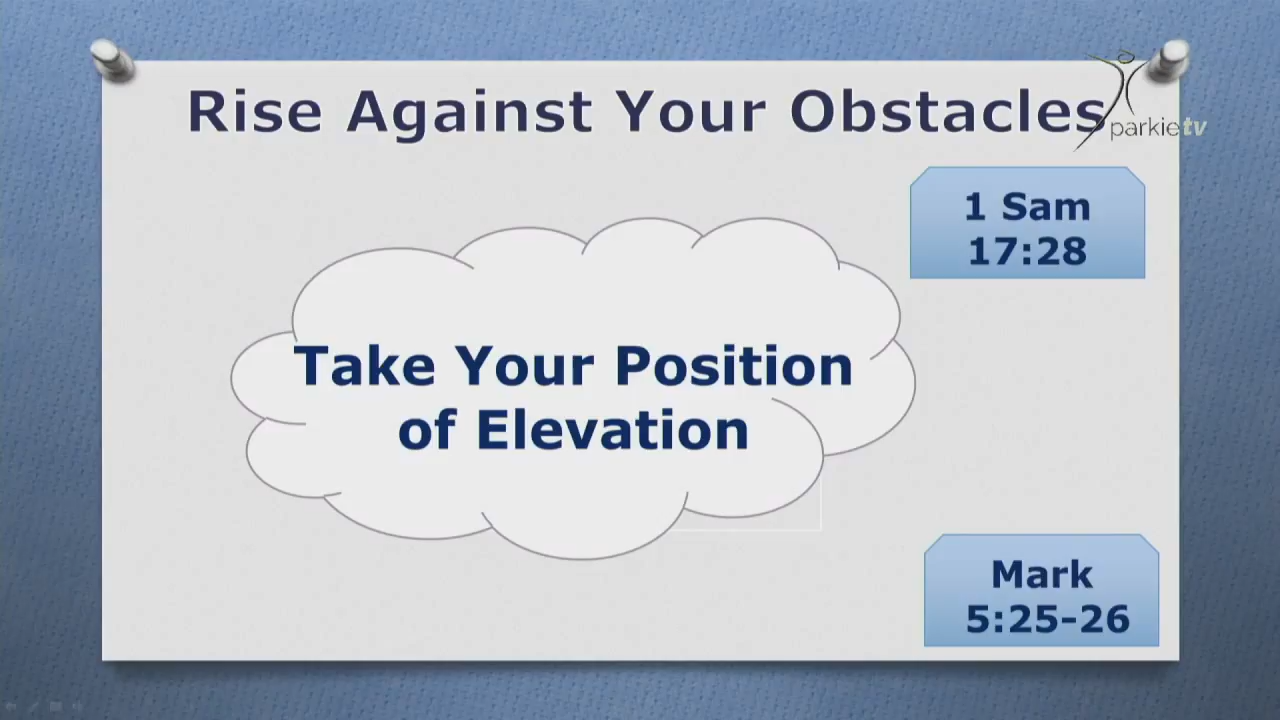 Rise Against Your Obstacles
parkietv
1 Sam
17:28
Take Your Position
of Elevation
Mark
5:25-26